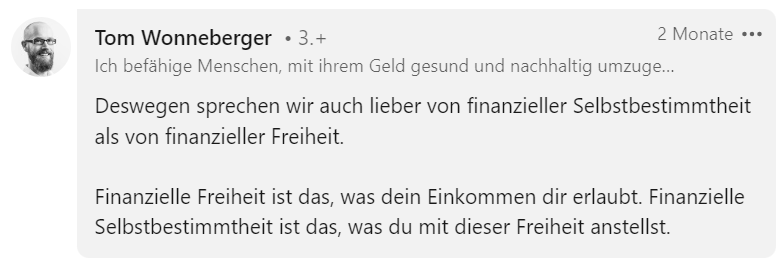 Tom Wonneberger • 3.+
2 Monate •••
Ich befähige Menschen, mit ihrem Geld gesund und nachhaltig umzuge...
Deswegen sprechen wir auch lieber von finanzieller Selbstbestimmtheit
als von finanzieller Freiheit.
Finanzielle Freiheit ist das, was dein Einkommen dir erlaubt. Finanzielle
Selbstbestimmtheit ist das, was du mit dieser Freiheit anstellst.